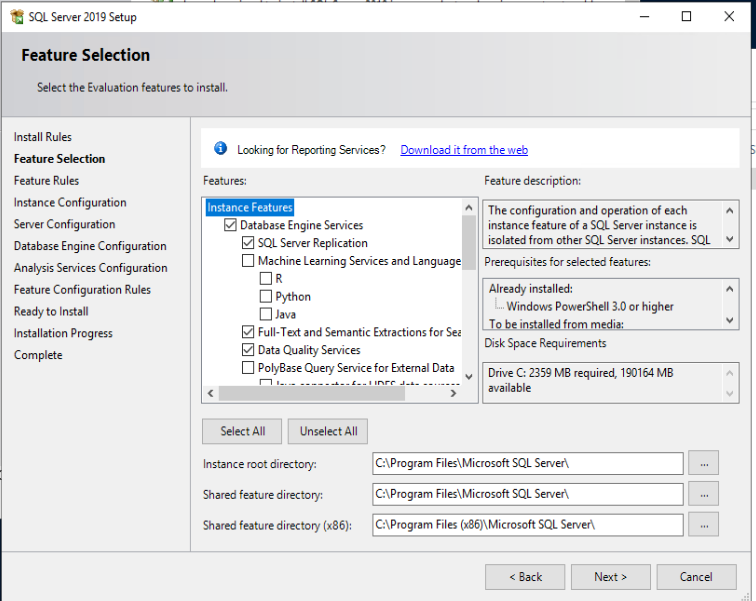 SQL Server 2019 Setup
Feature Selection
Select the Evaluation features to install.
Install Rules
Feature Selection
Feature Rules
Instance Configuration
Server Configuration
Database Engine Configuration
Analysis Services Configuration
Feature Configuration Rules
Ready to Install
Installation Progress
Complete
Looking for Reporting Services? Download it from the web
Features:
Instance Features
Database Engine Services
SQL Server Replication
Machine Learning Services and Language
R
Python
Java
Full-Text and Semantic Extractions for Sea
Data Quality Services
PolyBase Query Service for External Data
Java connector for HDFS data sources
Feature description:
The configuration and operation of each
instance feature of a SQL Server instance is
isolated from other SQL Server instances. SQL
Prerequisites for selected features:
Already installed:
Windows PowerShell 3.0 or higher
To be installed from media:
Disk Space Requirements
Drive C: 2359 MB required, 190164 MB
available
Select All
Unselect All
Instance root directory:
C:\Program Files\Microsoft SQL Server\
...
Shared feature directory:
C:\Program Files\Microsoft SQL Server\
...
Shared feature directory (x86):
C:\Program Files (x86)\Microsoft SQL Server\
...
< Back
Next >
Cancel